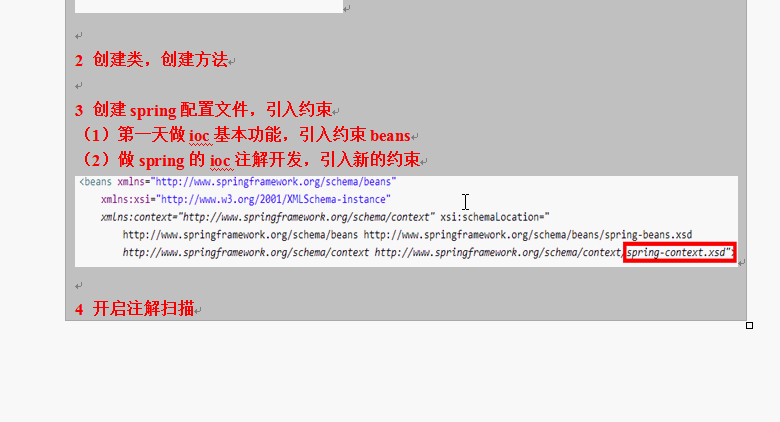 2 创建类，创建方法
3 创建 spring 配置文件，引入约束
（1）第一天做 ioc 基本功能，引入约束 beans
（2）做 spring 的 ioc 注解开发，引入新的约束
<beans xmlns="http://www.springframework.org/schema/beans"
xmlns:xsi="http://www.w3.org/2001/XMLSchema-instance"
xmlns:context="http://www.springframework.org/schema/context" xsi:schemaLocation="
http://www.springframework.org/schema/beans http://www.springframework.org/schema/beans/spring-beans.xsd
http://www.springframework.org/schema/context http://www.springframework.org/schema/context/spring-context.xsd">
4 开启注解扫描